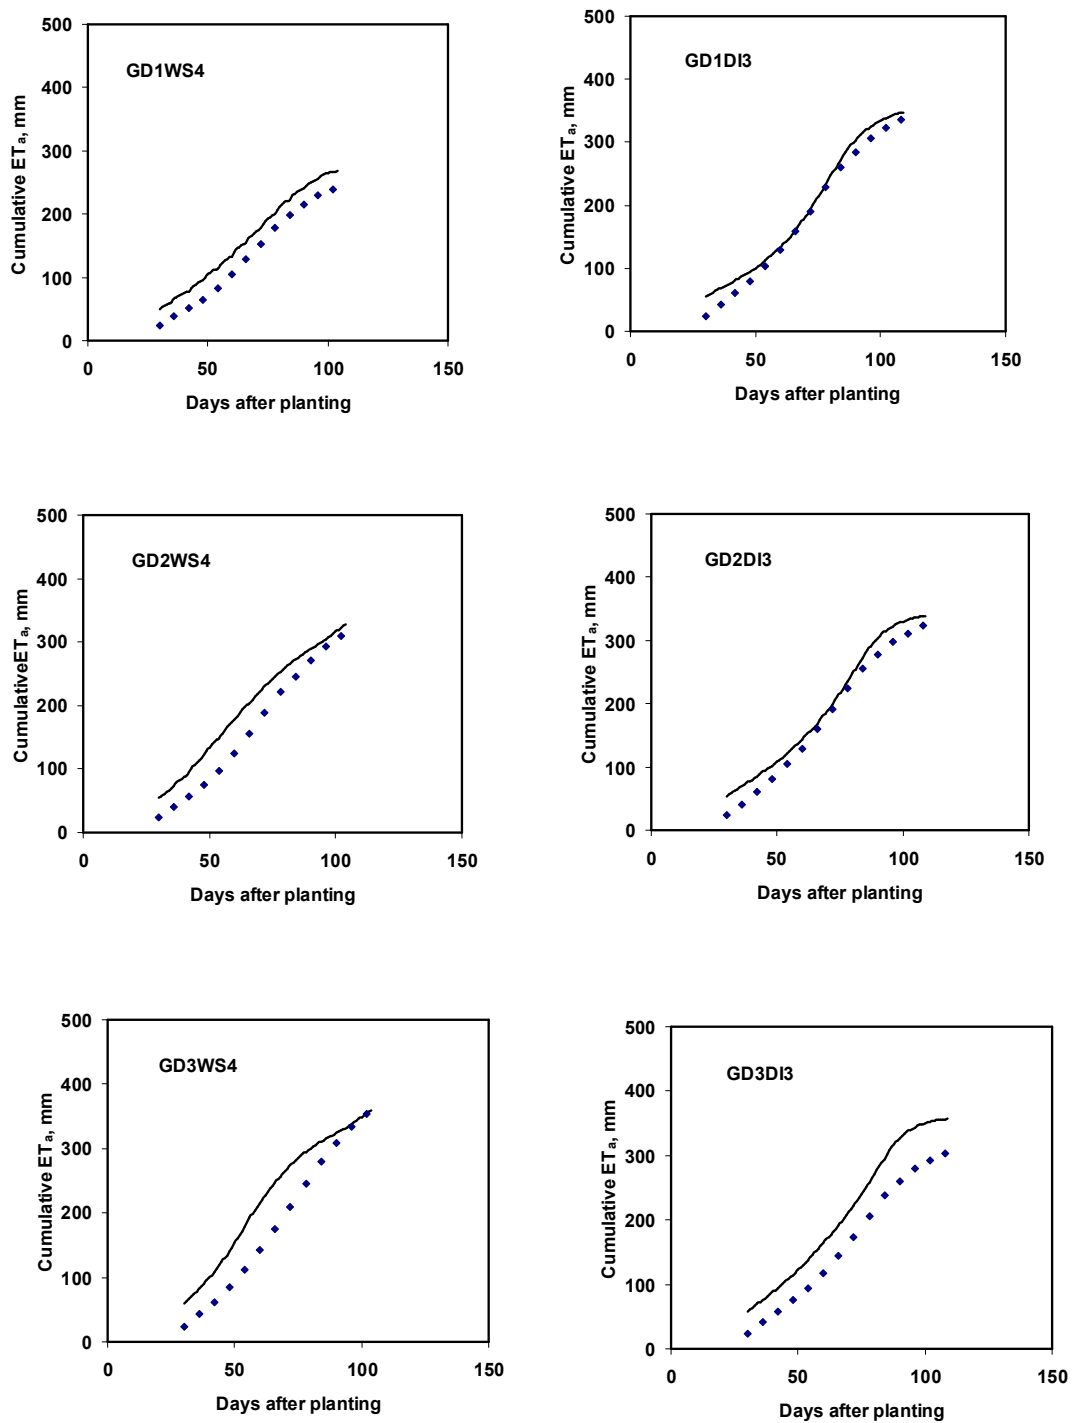 500
400
300
200
100
0
GD1WS4
Cumulative ETa, mm
0 50 100 150
Days after planting
500
400
300
200
100
0
GD1DI3
Cumulative ETa, mm
0 50 100 150
Days after planting
500
400
300
200
100
0
GD2WS4
CumulativeETa, mm
0 50 100 150
Days after planting
500
400
300
200
100
0
GD2DI3
Cumulative ETa, mm
0 50 100 150
Days after planting
500
400
300
200
100
0
GD3WS4
Cumulative ETa, mm
0 50 100 150
Days after planting
500
400
300
200
100
0
GD3DI3
Cumulative ETa, mm
0 50 100 150
Days after planting